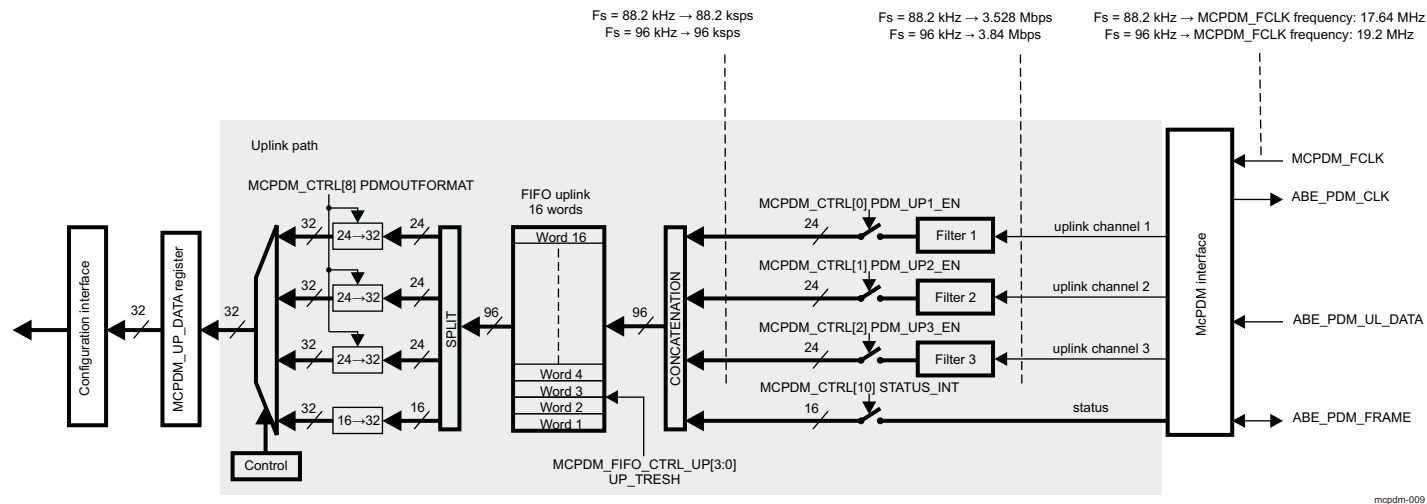 Fs = 88.2 kHz → 88.2 ksps
Fs = 96 kHz → 96 ksps
Fs = 88.2 kHz → 3.528 Mbps
Fs = 96 kHz → 3.84 Mbps
Fs = 88.2 kHz → MCPDM_FCLK frequency: 17.64 MHz
Fs = 96 kHz → MCPDM_FCLK frequency: 19.2 MHz
Uplink path
MCPDM_CTRL[8] PDMOUTFORMAT
FIFO uplink
16 words
Configuration interface
32
MCPDM_UP_DATA register
32
Control
32
24→32
24
32
24→32
24
32
24→32
24
32
16→32
16
SPLIT
96
Word 16
Word 4
Word 3
Word 2
Word 1
MCPDM_FIFO_CTRL_UP[3:0]
UP_TRESH
96
CONCATENATION
MCPDM_CTRL[0] PDM_UP1_EN
24
Filter 1
uplink channel 1
MCPDM_CTRL[1] PDM_UP2_EN
24
Filter 2
uplink channel 2
MCPDM_CTRL[2] PDM_UP3_EN
24
Filter 3
uplink channel 3
MCPDM_CTRL[10] STATUS_INT
16
status
McPDM interface
MCPDM_FCLK
ABE_PDM_CLK
ABE_PDM_UL_DATA
ABE_PDM_FRAME
mcpdm-009